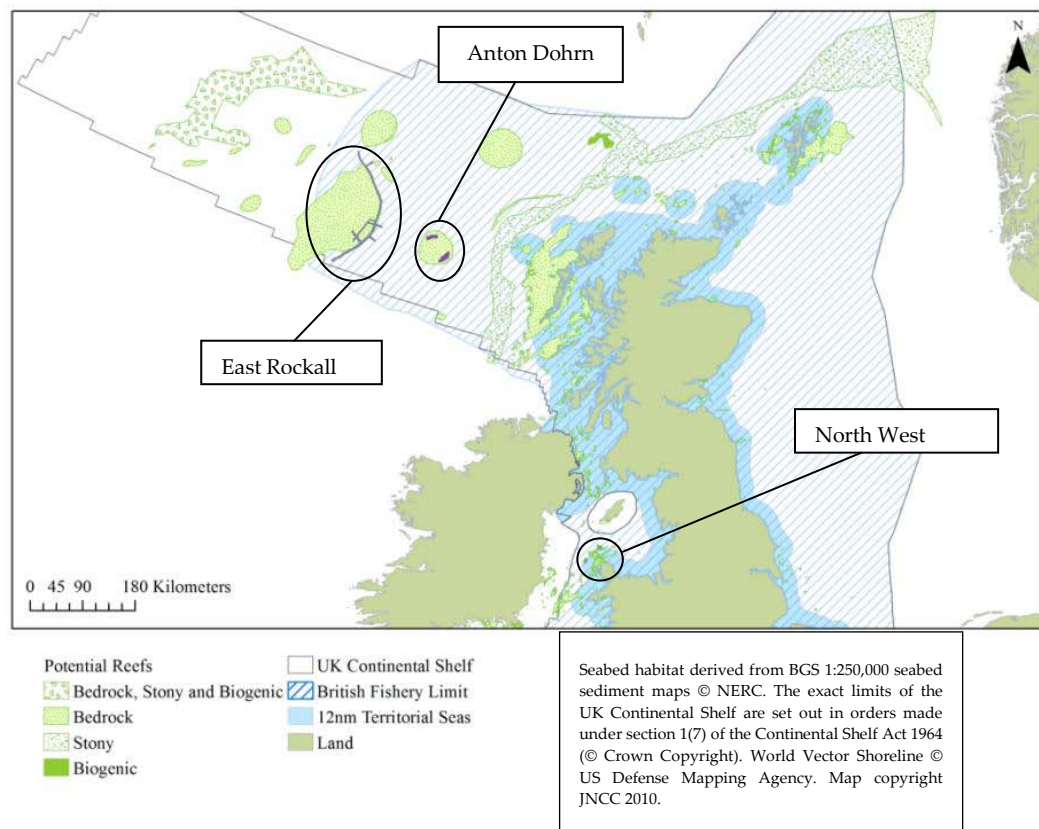 Anton Dohrn
N
East Rockall
North West
0 45 90 180 Kilometers
Potential Reefs
Bedrock, Stony and Biogenic
Bedrock
Stony
Biogenic
UK Continental Shelf
British Fishery Limit
12nm Territorial Seas
Land
Seabed habitat derived from BGS 1:250,000 seabed
sediment maps © NERC. The exact limits of the
UK Continental Shelf are set out in orders made
under section 1(7) of the Continental Shelf Act 1964
(© Crown Copyright). World Vector Shoreline ©
US Defense Mapping Agency. Map copyright
JNCC 2010.